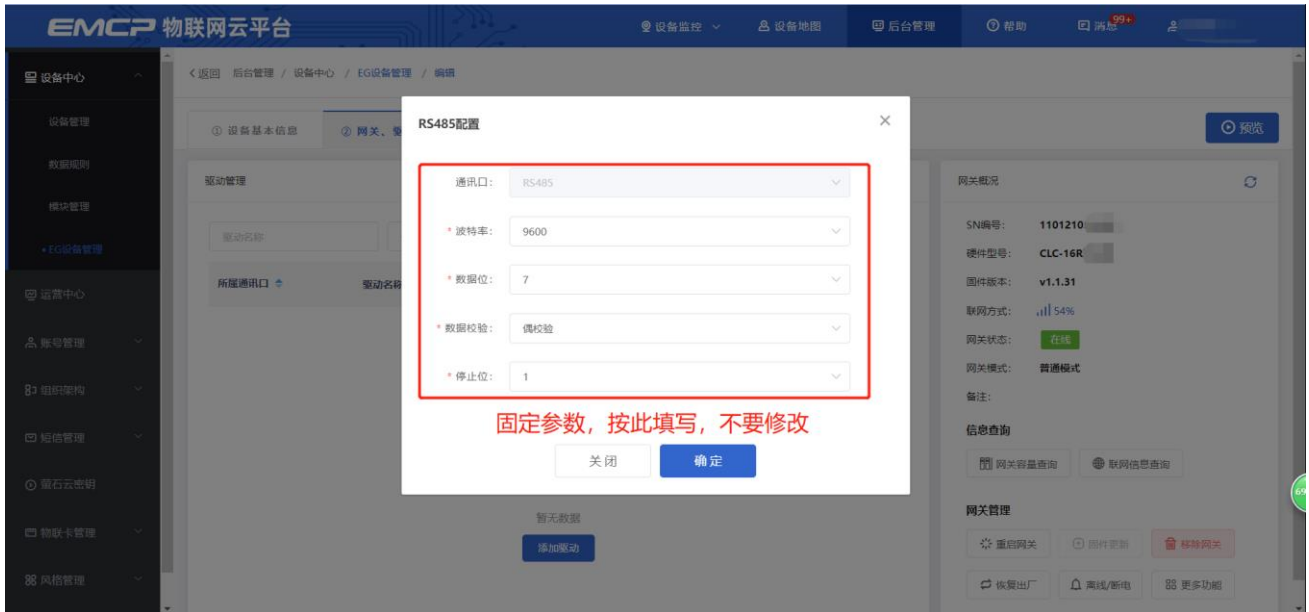 EMCP 物联网云平台
设备监控
设备地图
后台管理
帮助
消息
99+
设备中心
设备管理
数据规则
模块管理
•EG设备管理
运营中心
账号管理
组织架构
短信管理
萤石云密钥
物联卡管理
风格管理
返回 后台管理 / 设备中心 / EG设备管理 / 编辑
① 设备基本信息
② 网关、
预览
驱动管理
驱动名称
所属通讯口
驱动名称
暂无数据
添加驱动
RS485配置
通讯口: RS485
* 波特率: 9600
* 数据位: 7
* 数据校验: 偶校验
* 停止位: 1
固定参数，按此填写，不要修改
关闭
确定
网关概况
SN编号: 1101210
硬件型号: CLC-16R
固件版本: v1.1.31
联网方式: 54%
网关状态: 在线
网关模式: 普通模式
备注:
信息查询
网关容量查询
联网信息查询
网关管理
重启网关
固件更新
移除网关
恢复出厂
离线/断电
更多功能
69